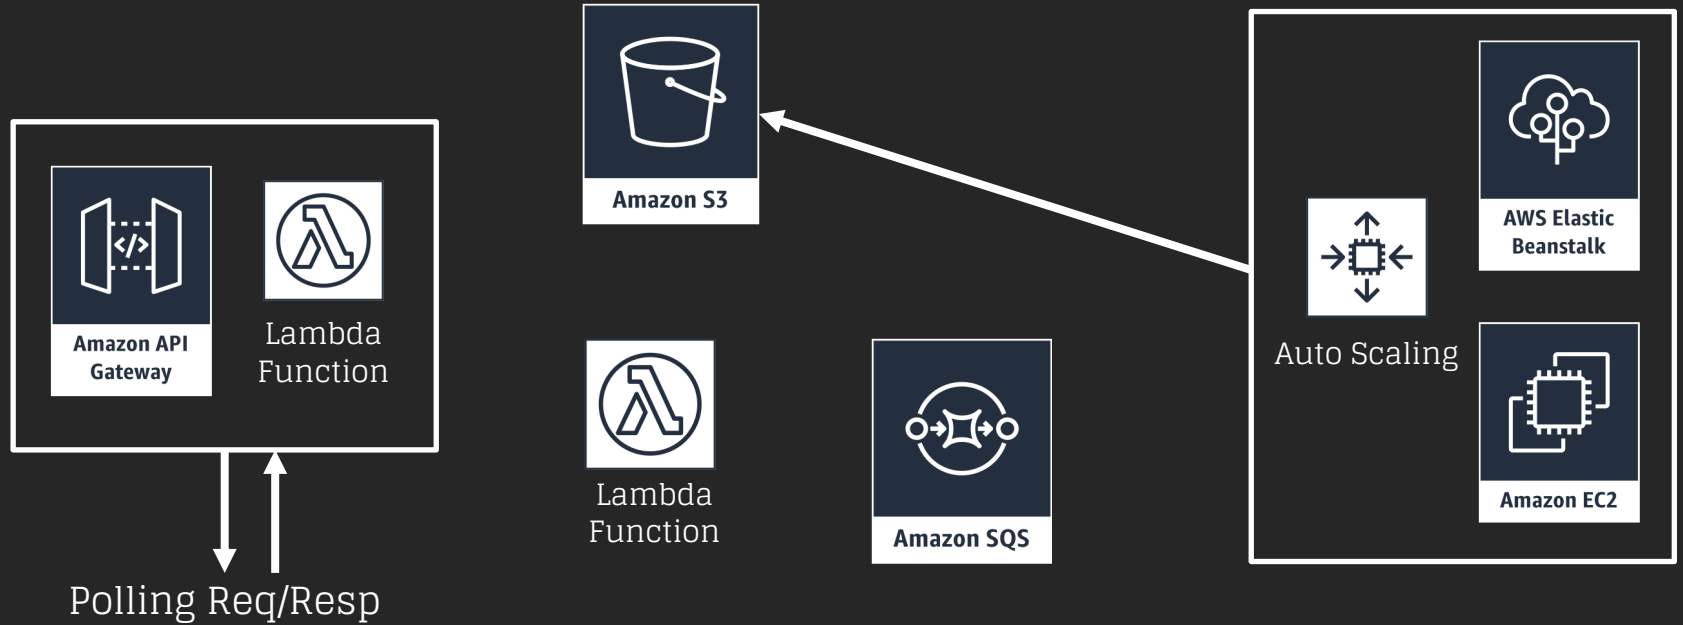 Amazon API
Gateway
Lambda
Function
Polling Req/Resp
Amazon S3
Lambda
Function
Amazon SQS
Auto Scaling
AWS Elastic
Beanstalk
Amazon EC2